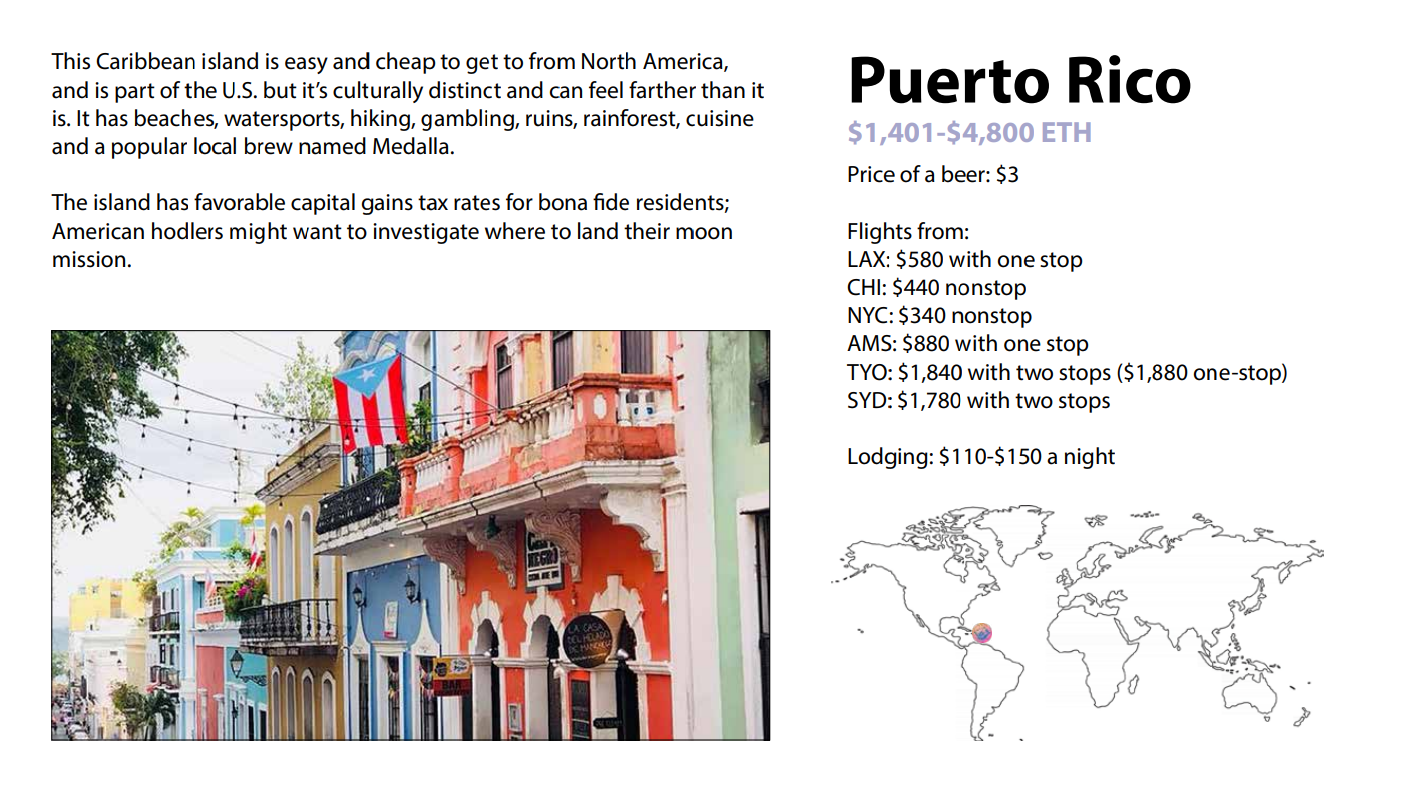 This Caribbean island is easy and cheap to get to from North America,
and is part of the U.S. but it’s culturally distinct and can feel farther than it
is. It has beaches, watersports, hiking, gambling, ruins, rainforest, cuisine
and a popular local brew named Medalla.
The island has favorable capital gains tax rates for bona fide residents;
American hodlers might want to investigate where to land their moon
mission.
Puerto Rico
$1,401-$4,800 ETH
Price of a beer: $3
Flights from:
LAX: $580 with one stop
CHI: $440 nonstop
NYC: $340 nonstop
AMS: $880 with one stop
TYO: $1,840 with two stops ($1,880 one-stop)
SYD: $1,780 with two stops
Lodging: $110-$150 a night
LA CASA
DEL HELADO
BAR